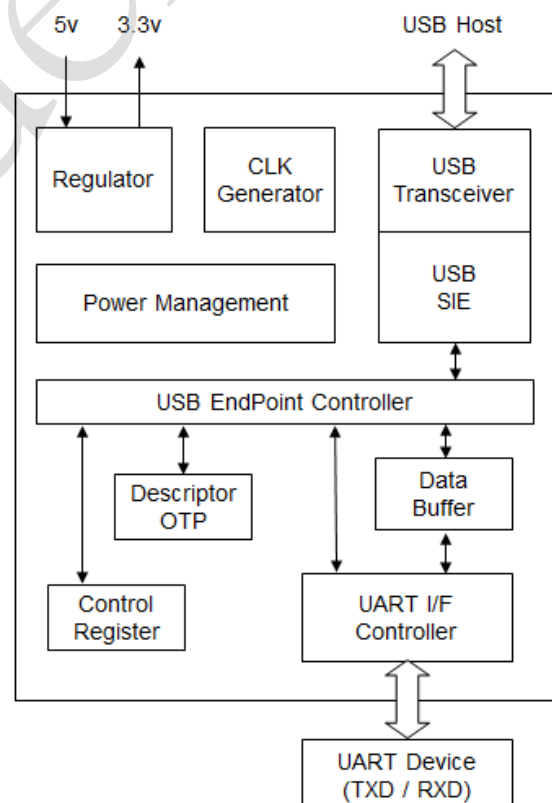 5v 3.3v USB Host
Regulator
CLK
Generator
USB
Transceiver
USB
SIE
Power Management
USB EndPoint Controller
Descriptor
OTP
Data
Buffer
Control
Register
UART I/F
Controller
UART Device
(TXD / RXD)